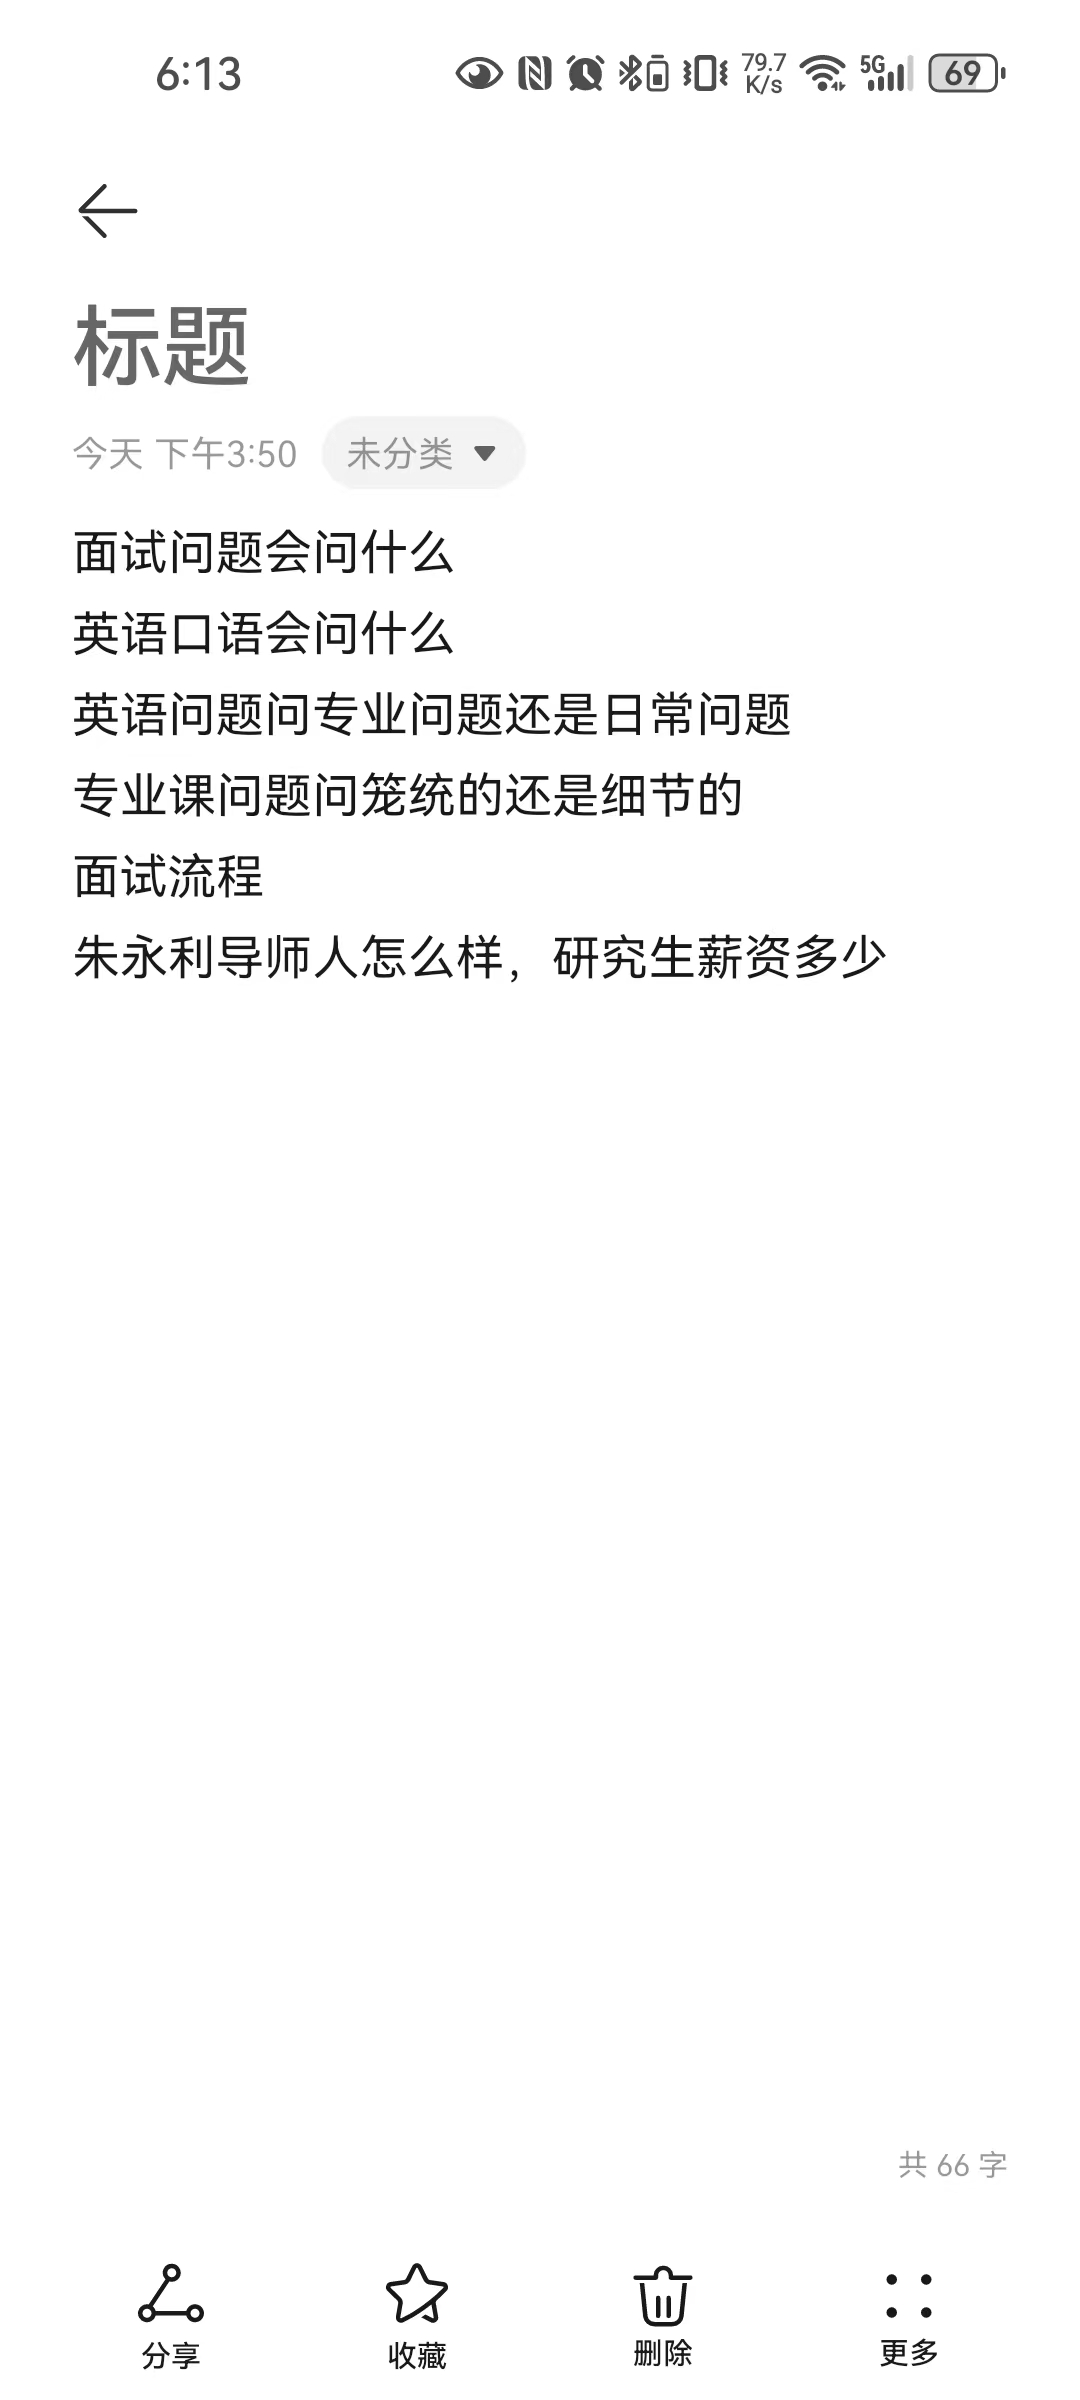 6:13
79.7
K/s
5G
69
标题
今天 下午3:50
未分类
面试问题会问什么
英语口语会问什么
英语问题问专业问题还是日常问题
专业课问题问笼统的还是细节的
面试流程
朱永利导师人怎么样，研究生薪资多少
共 66 字
分享
收藏
删除
更多